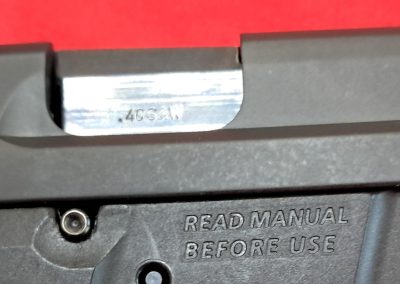 .40S&W
READ MANUAL
BEFORE USE